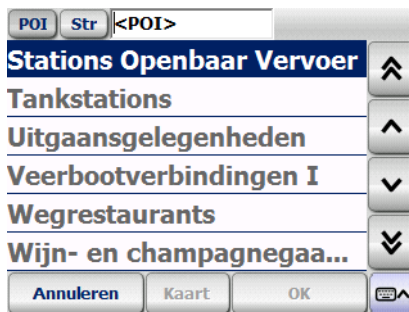 POI Str <POI>
Stations Openbaar Vervoer
Tankstations
Uitgaansgelegenheden
Veerbootverbindingen I
Wegrestaurants
Wijn- en champagnegaa...
Annuleren Kaart OK